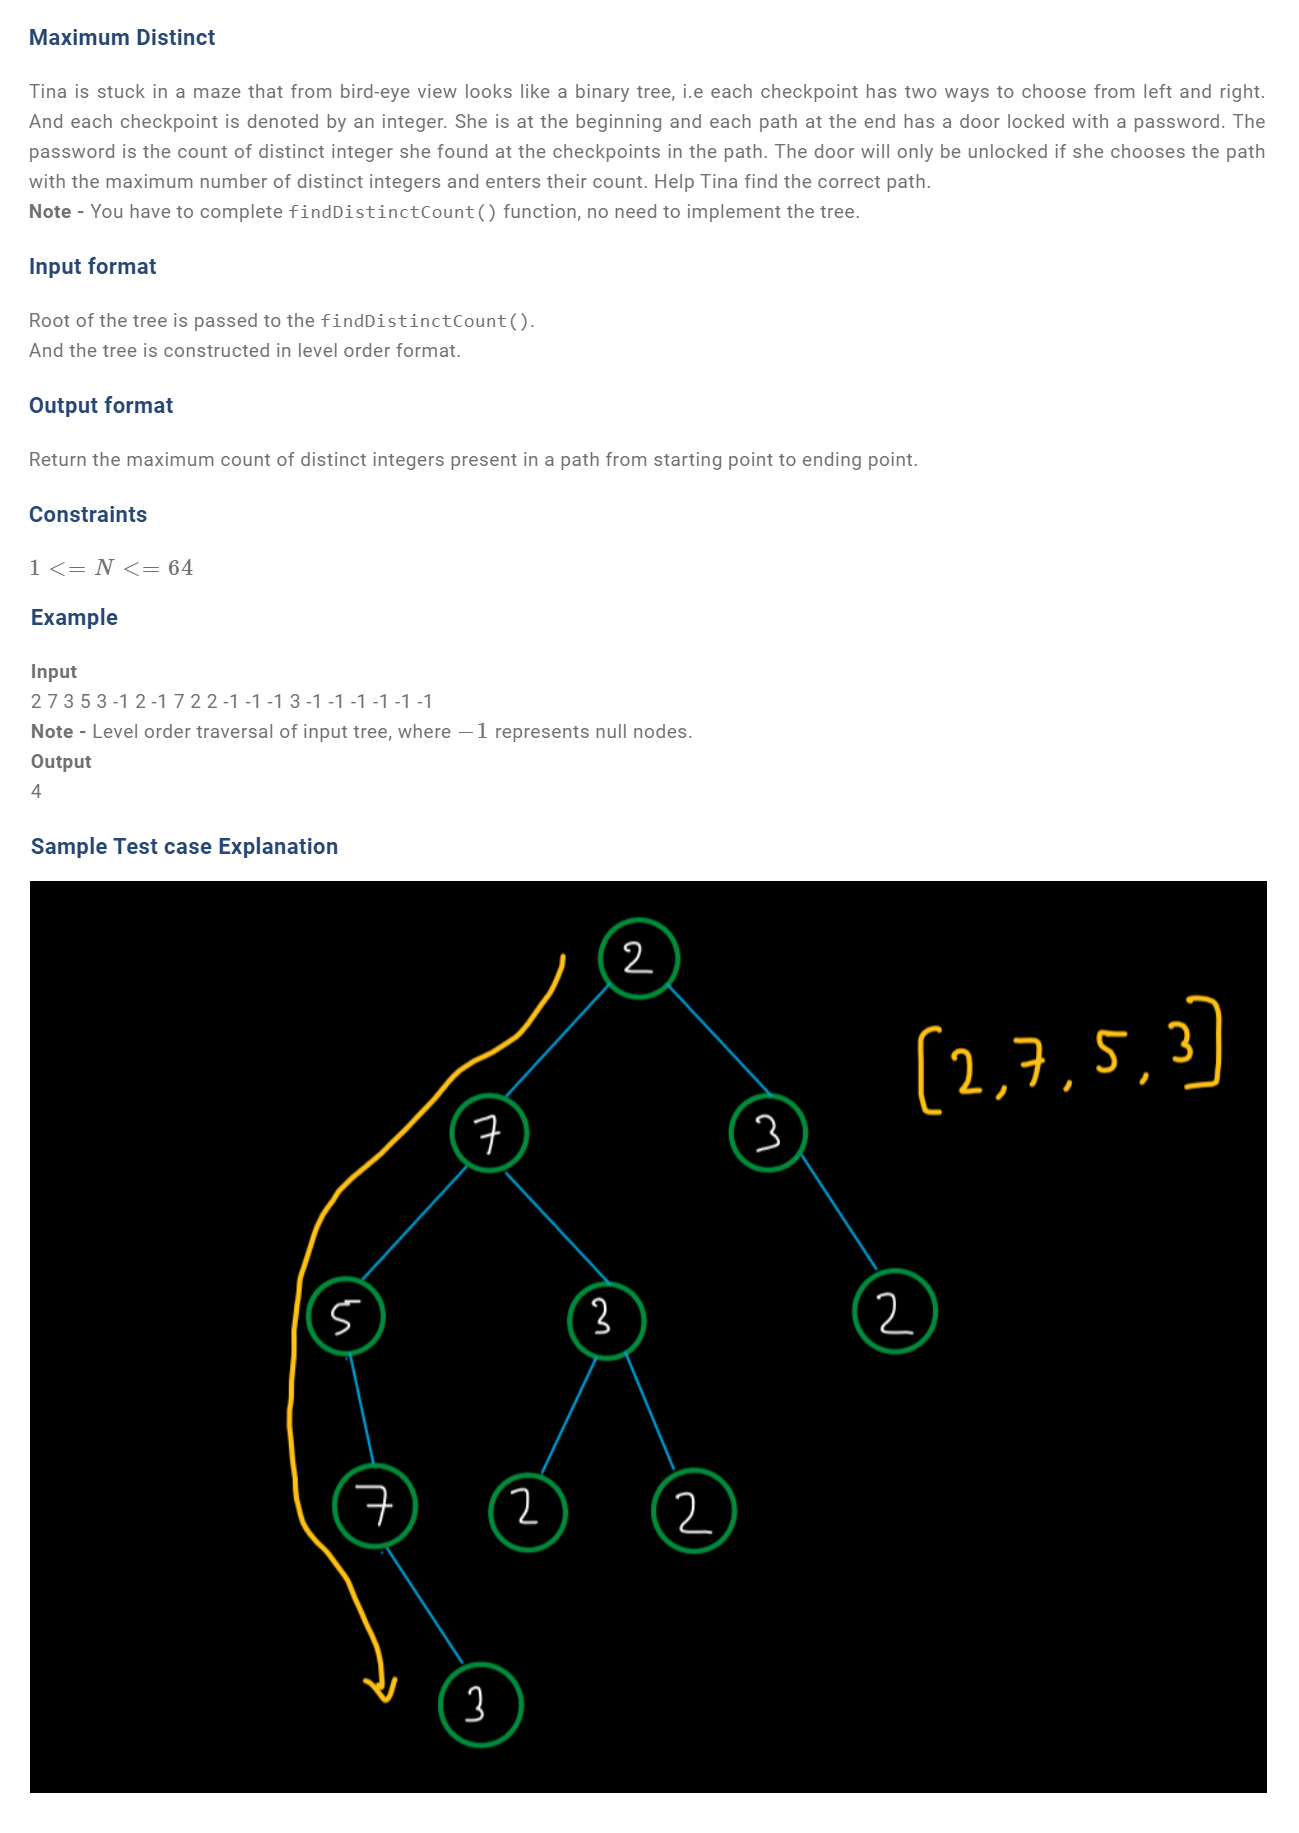 Maximum Distinct
Tina is stuck in a maze that from bird-eye view looks like a binary tree, i.e each checkpoint has two ways to choose from left and right.
And each checkpoint is denoted by an integer. She is at the beginning and each path at the end has a door locked with a password. The
password is the count of distinct integer she found at the checkpoints in the path. The door will only be unlocked if she chooses the path
with the maximum number of distinct integers and enters their count. Help Tina find the correct path.
Note - You have to complete findDistinctCount() function, no need to implement the tree.
Input format
Root of the tree is passed to the findDistinctCount().
And the tree is constructed in level order format.
Output format
Return the maximum count of distinct integers present in a path from starting point to ending point.
Constraints
1 <= N <= 64
Example
Input
2 7 3 5 3 -1 2 -1 7 2 2 -1 -1 -1 3 -1 -1 -1 -1 -1 -1
Note - Level order traversal of input tree, where −1 represents null nodes.
Output
4
Sample Test case Explanation
2
[2,7,5,3]
7 3
5 3 2
7 2 2
3